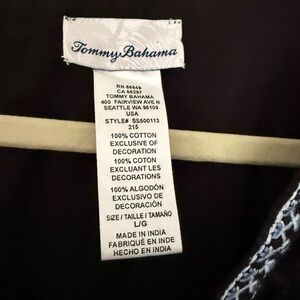 Tommy Bahama
RN 86849
CA 58297
TOMMY BAHAMA
400 FAIRVIEW AVE N
SEATTLE WA 98109
USA
STYLE# SS500113
215
100% COTTON
EXCLUSIVE OF
DECORATION
100% COTON
EXCLUANT LES
DECORATIONS
100% ALGODÓN
EXCLUSIVO DE
DECORACIÓN
SIZE / TAILLE / TAMAÑO
L/G
MADE IN INDIA
FABRIQUÉ EN INDE
HECHO EN INDIA